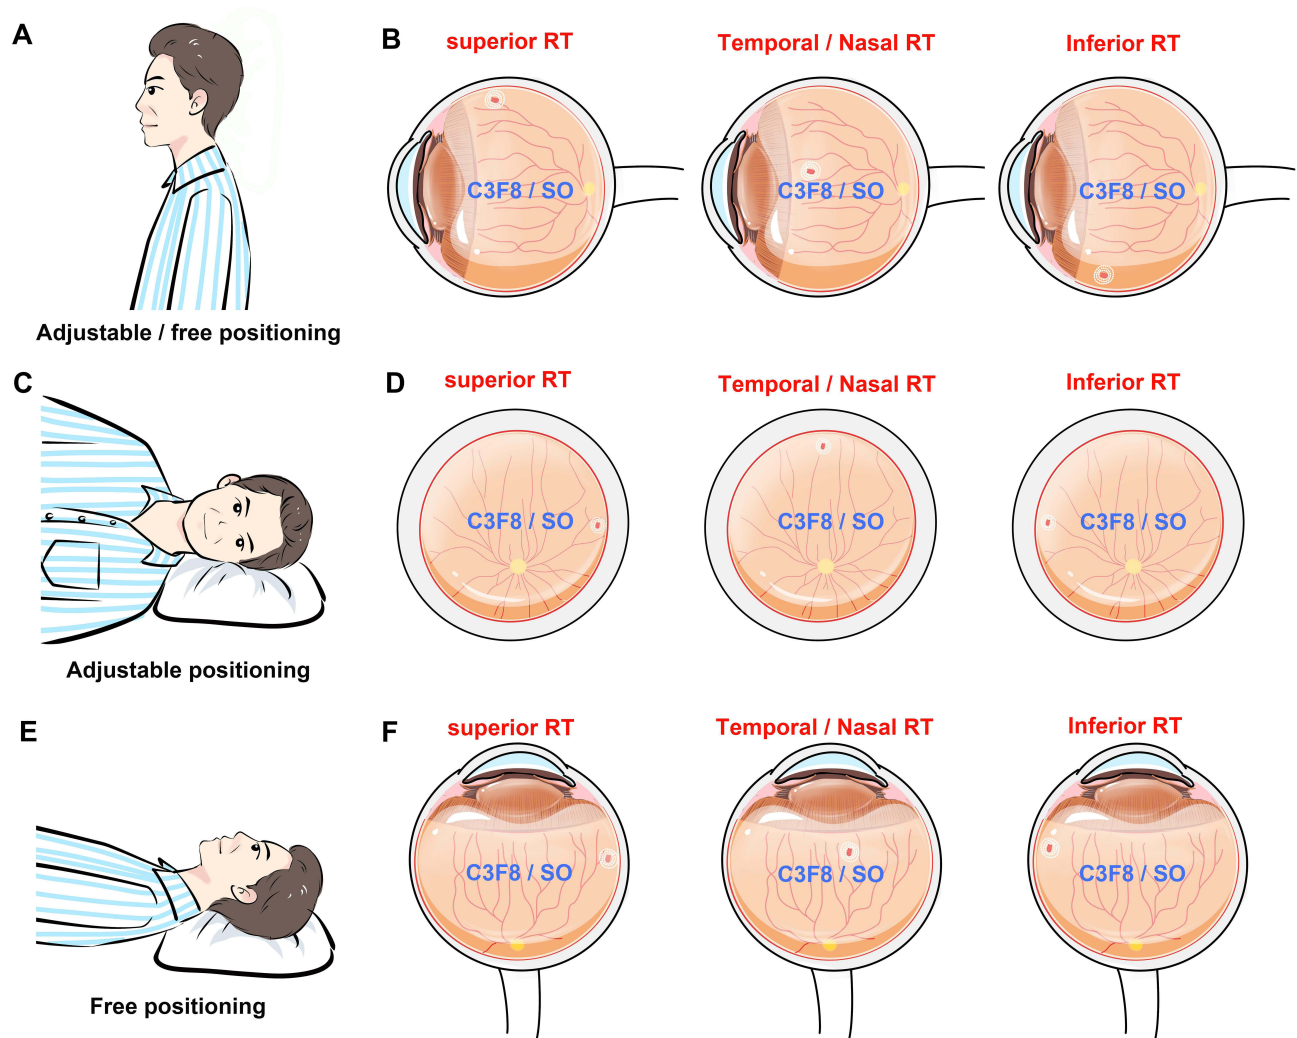 A
B
superior RT
Temporal / Nasal RT
Inferior RT
C3F8 / SO
C3F8 / SO
C3F8 / SO
Adjustable / free positioning
C
D
superior RT
Temporal / Nasal RT
Inferior RT
C3F8 / SO
C3F8 / SO
C3F8 / SO
Adjustable positioning
E
F
superior RT
Temporal / Nasal RT
Inferior RT
C3F8 / SO
C3F8 / SO
C3F8 / SO
Free positioning